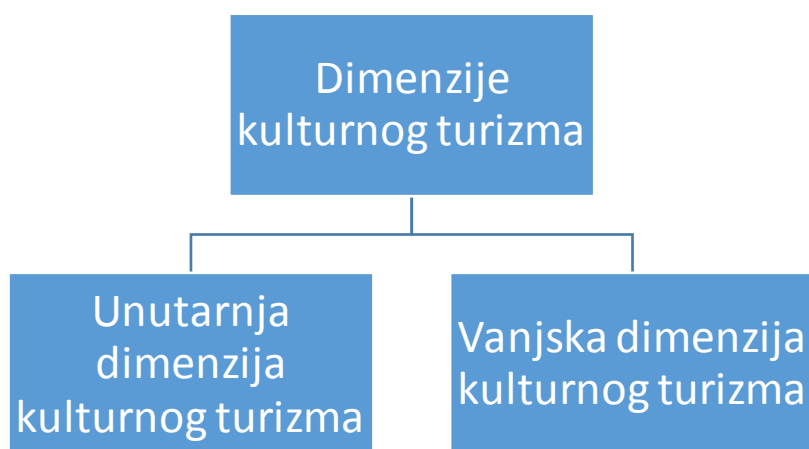 Dimenzije
kulturnog turizma
Unutarnja
dimenzija
kulturnog turizma
Vanjska dimenzija
kulturnog turizma